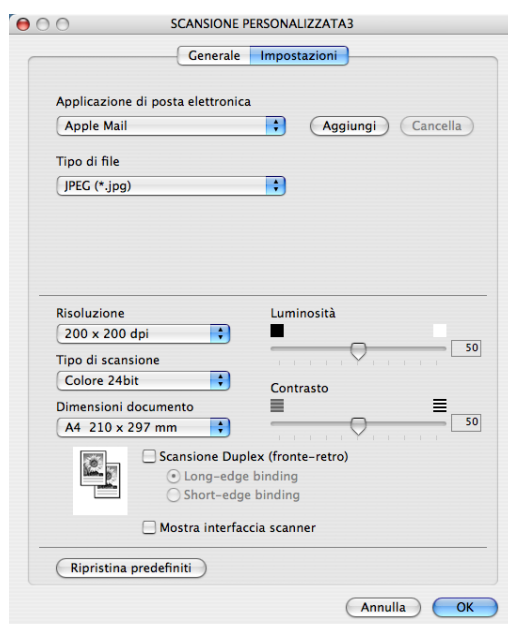 SCANSIONE PERSONALIZZATA3
Generale Impostazioni
Applicazione di posta elettronica
Apple Mail Aggiungi Cancella
Tipo di file
JPEG (*.jpg)
Risoluzione Luminosità
200 x 200 dpi 50
Tipo di scansione
Colore 24bit Contrasto
Dimensioni documento
A4 210 x 297 mm 50
Scansione Duplex (fronte-retro)
Long-edge binding
Short-edge binding
Mostra interfaccia scanner
Ripristina predefiniti
Annulla OK